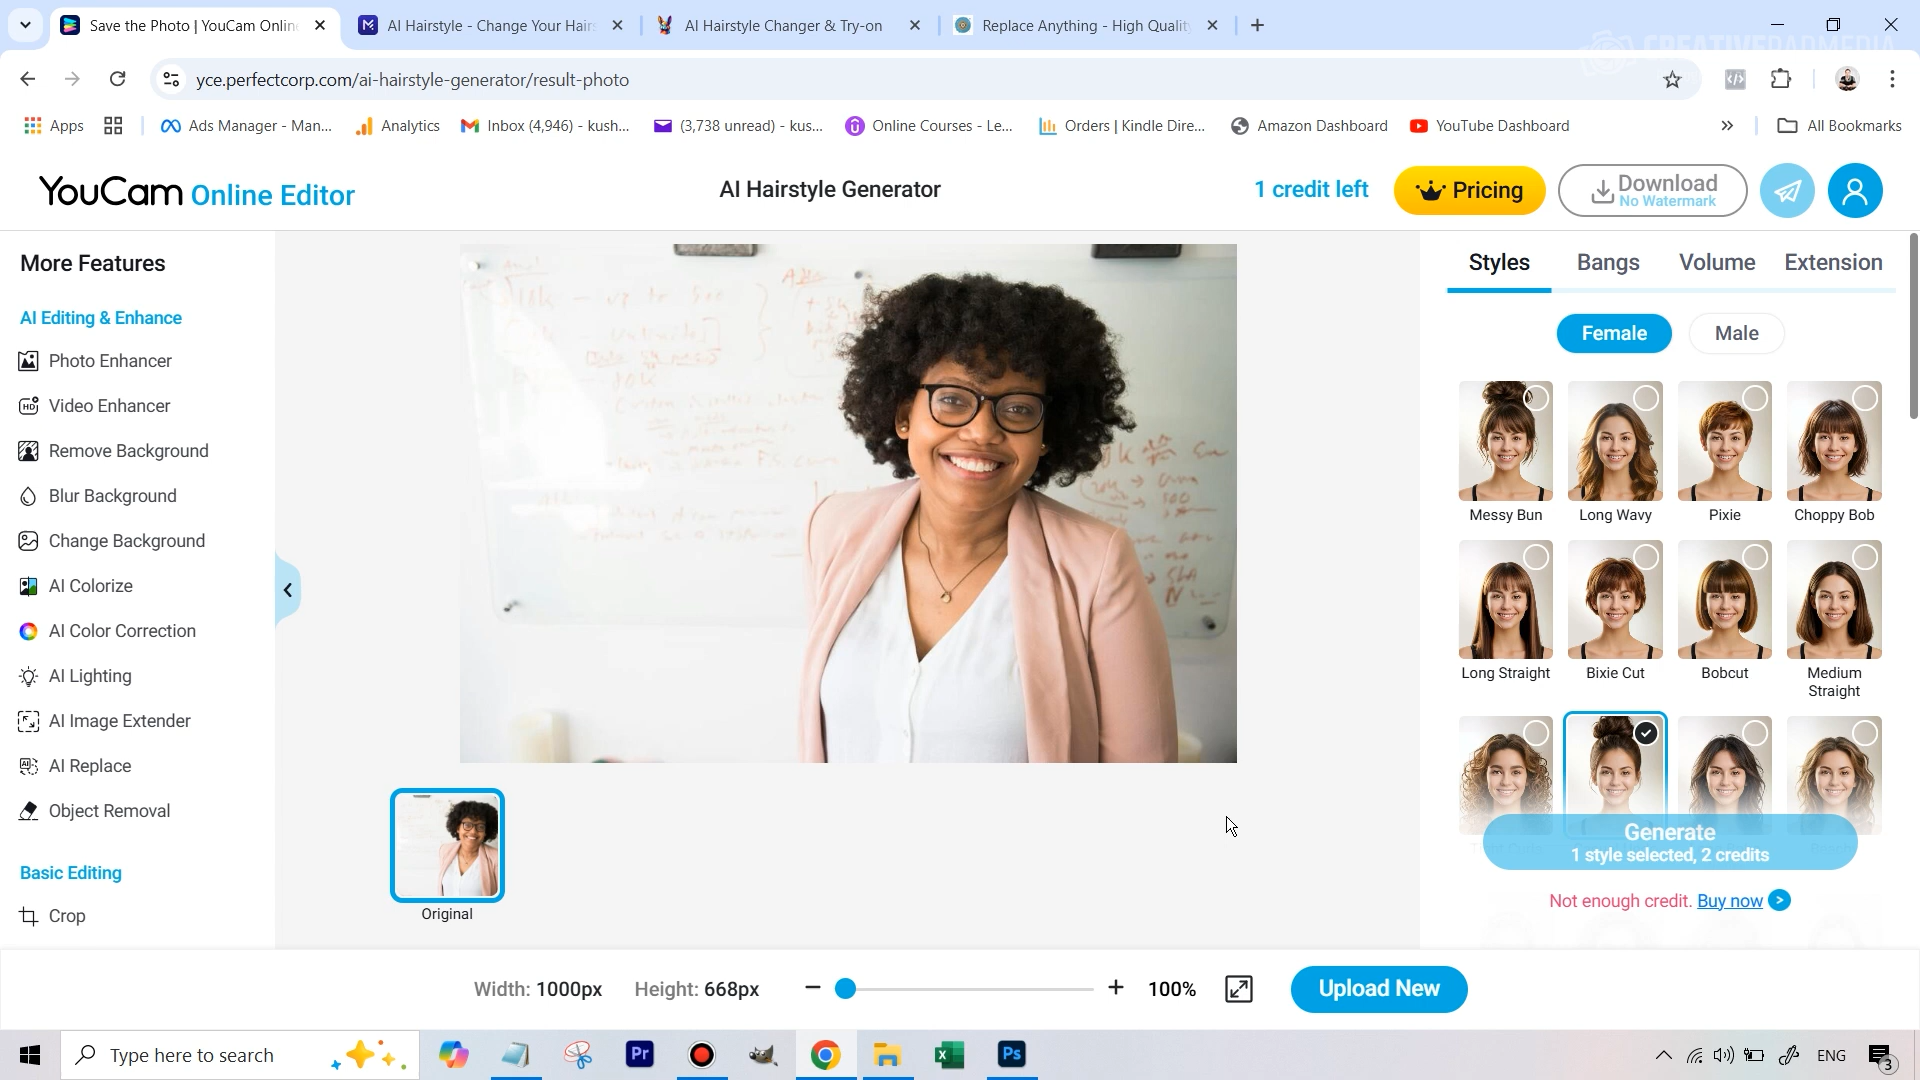 Save the Photo | YouCam Onlin
AI Hairstyle - Change Your Hairs
AI Hairstyle Changer & Try-on
Replace Anything - High Quality
CREATIVEDADMEDIA
yce.perfectcorp.com/ai-hairstyle-generator/result-photo
Apps
Ads Manager - Man...
Analytics
Inbox (4,946) - kush...
(3,738 unread) - kus...
Online Courses - Le...
Orders | Kindle Dire...
Amazon Dashboard
YouTube Dashboard
All Bookmarks
YouCam Online Editor
AI Hairstyle Generator
1 credit left
Pricing
Download
No Watermark
More Features
AI Editing & Enhance
Photo Enhancer
Video Enhancer
Remove Background
Blur Background
Change Background
AI Colorize
AI Color Correction
AI Lighting
AI Image Extender
AI Replace
Object Removal
Basic Editing
Crop
Original
Styles
Bangs
Volume
Extension
Female
Male
Messy Bun
Long Wavy
Pixie
Choppy Bob
Long Straight
Bixie Cut
Bobcut
Medium
Straight
Generate
1 style selected, 2 credits
Not enough credit. Buy now
Width: 1000px
Height: 668px
100%
Upload New
Type here to search
Pr
Ps
ENG
3